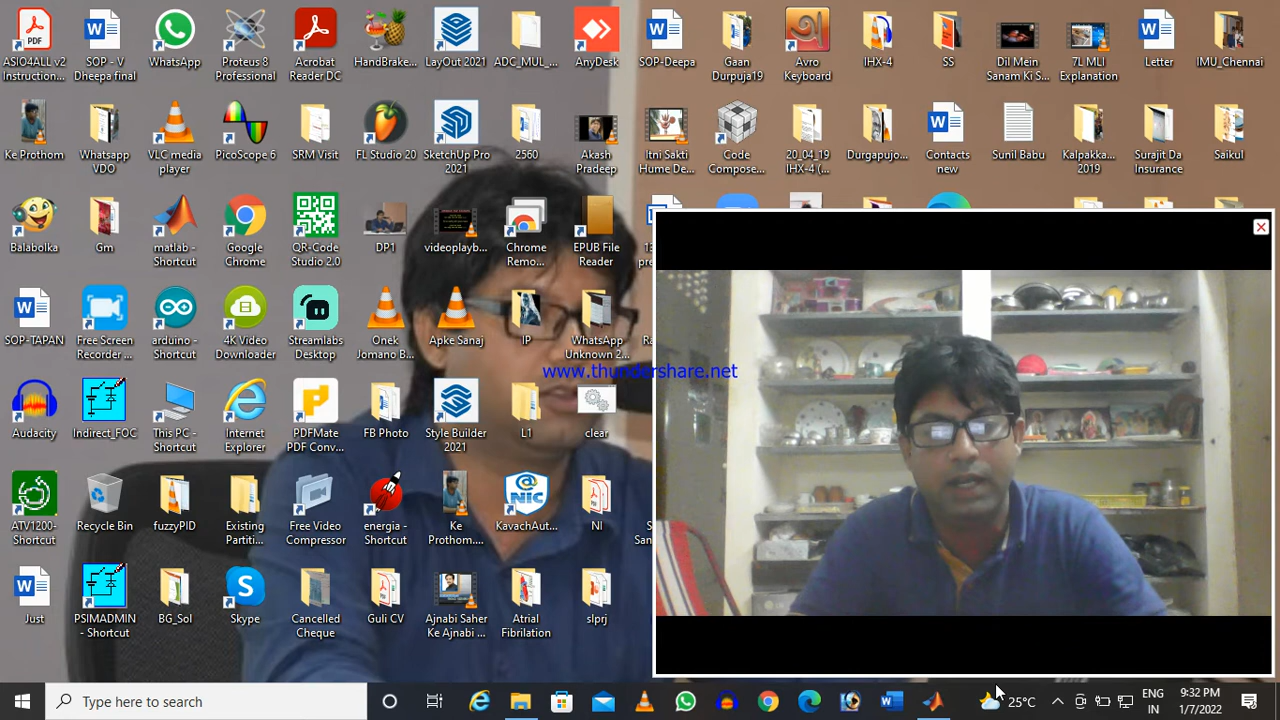 PDF
ASIO4ALL v2
Instruction...
SOP - V
Dheepa final
WhatsApp
Proteus 8
Professional
Acrobat
Reader DC
HandBrake...
LayOut 2021
ADC_MUL_...
AnyDesk
SOP-Deepa
Gaan
Durpuja19
Avro
Keyboard
IHX-4
SS
Dil Mein
Sanam Ki S...
7L MLI
Explanation
Letter
IMU_Chennai
Ke Prothom
Whatsapp
VDO
VLC media
player
PicoScope 6
SRM Visit
FL Studio 20
SketchUp Pro
2021
2560
Akash
Pradeep
Itni Sakti
Hume De...
Code
Compose...
20_04_19
IHX-4 (...
Durgapujo...
Contacts
new
Sunil Babu
Kalpakka...
2019
Surajit Da
Insurance
Saikul
Balabolka
Gm
matlab -
Shortcut
Google
Chrome
QR-Code
Studio 2.0
DP1
videoplayb...
Chrome
Remo...
EPUB File
Reader
SOP-TAPAN
Free Screen
Recorder ...
arduino -
Shortcut
4K Video
Downloader
Streamlabs
Desktop
Onek
Jomano B...
Apke Sanaj
IP
WhatsApp
Unknown 2...
www.thundershare.net
Audacity
Indirect_FOC
This PC -
Shortcut
Internet
Explorer
PDFMate
PDF Conv...
FB Photo
Style Builder
2021
L1
clear
ATV1200-
Shortcut
Recycle Bin
fuzzyPID
Existing
Partiti...
Free Video
Compressor
energia -
Shortcut
Ke
Prothom...
NIC
KavachAut...
NI
Just
PSIMADMIN
- Shortcut
BG_Sol
Skype
Cancelled
Cheque
Guli CV
Ajnabi Saher
Ke Ajnabi ...
Atrial
Fibrilation
slprj
Type here to search
25°C
ENG
IN
9:32 PM
1/7/2022